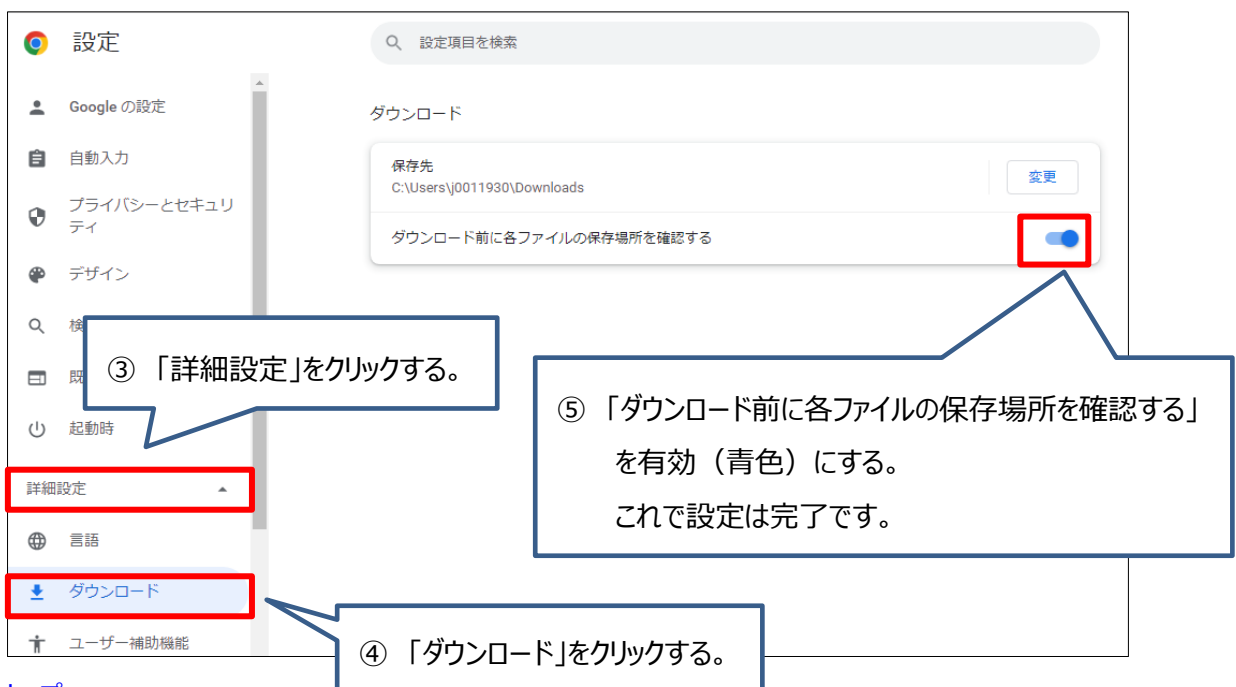 設定
設定項目を検索
Google の設定
自動入力
プライバシーとセキュリ
ティ
デザイン
検
既
起動時
詳細設定
言語
ダウンロード
ユーザー補助機能
ダウンロード
保存先
C:\Users\j0011930\Downloads
変更
ダウンロード前に各ファイルの保存場所を確認する
③ 「詳細設定」をクリックする。
④ 「ダウンロード」をクリックする。
⑤ 「ダウンロード前に各ファイルの保存場所を確認する」
を有効（青色）にする。
これで設定は完了です。